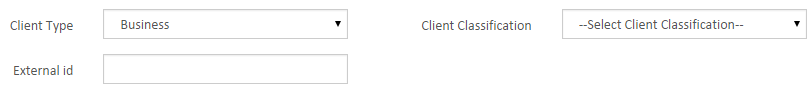 Client Type Business Client Classification --Select Client Classification--
External id